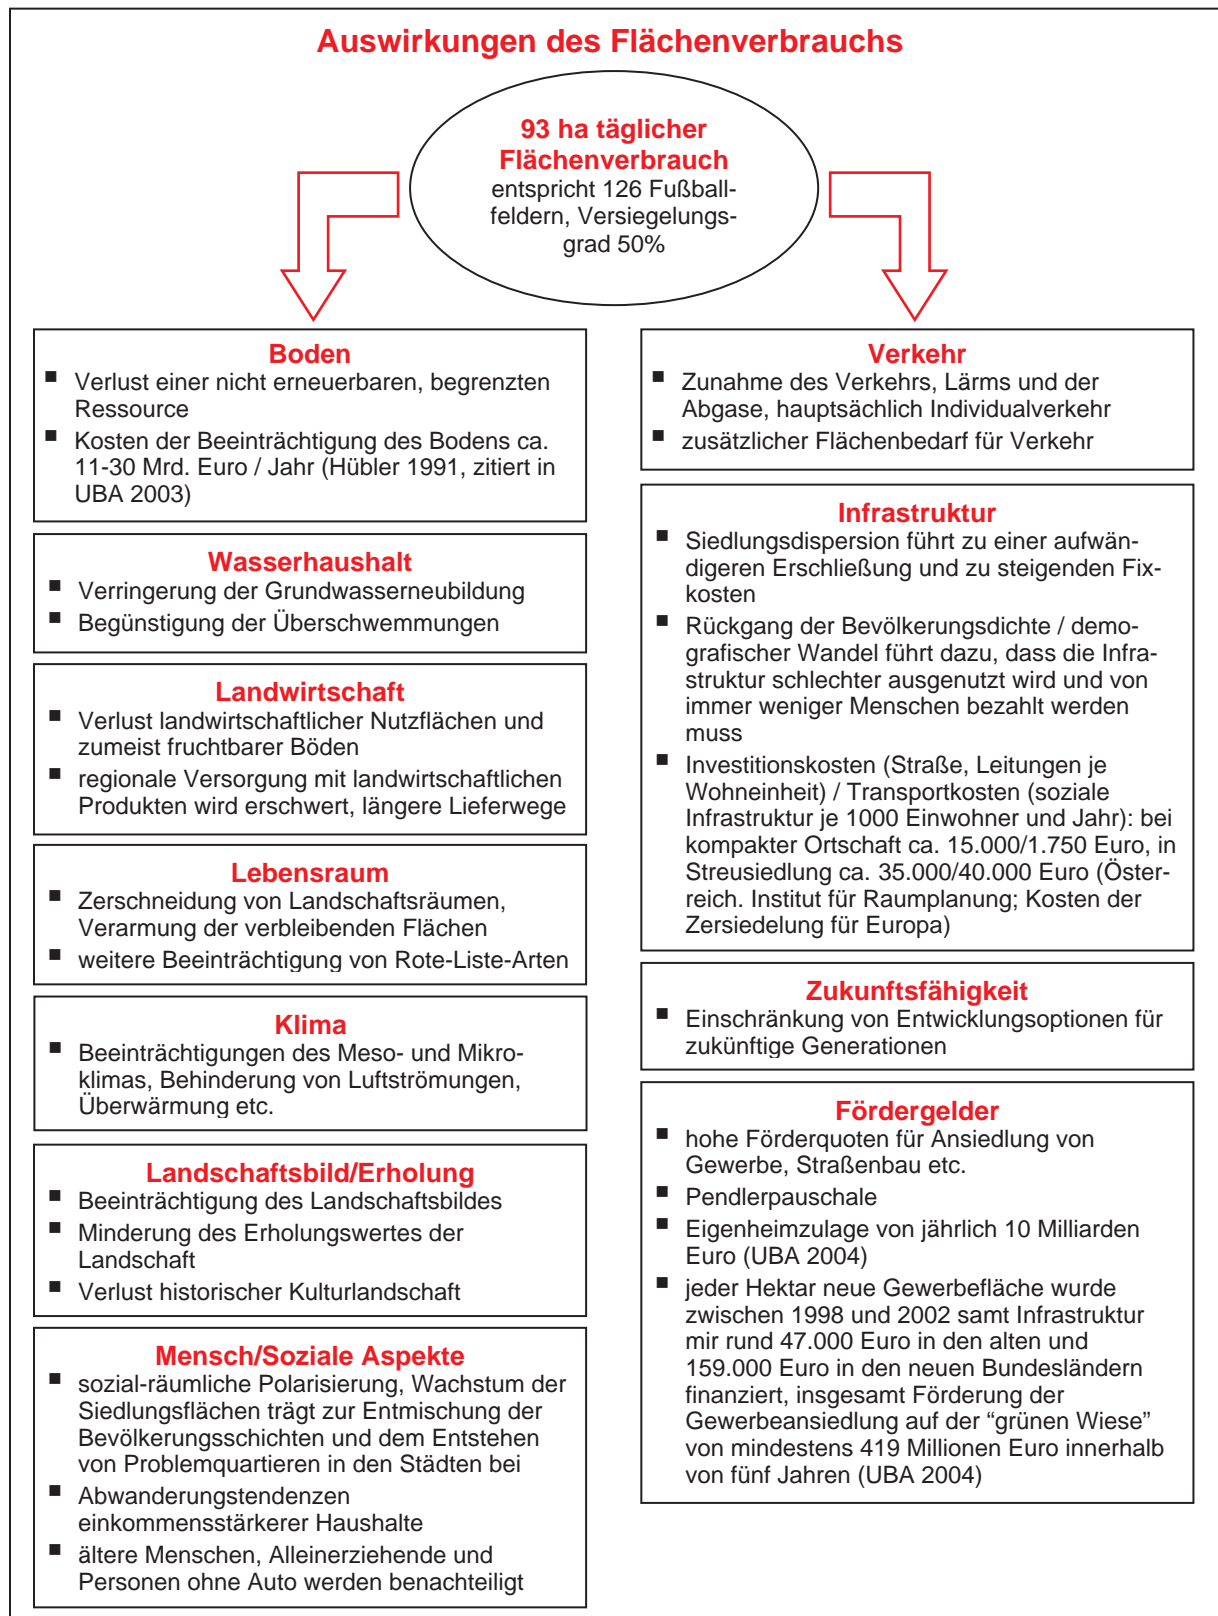 Auswirkungen des Flächenverbrauchs
93 ha täglicher
Flächenverbrauch
entspricht 126 Fußball-
feldern, Versiegelungs-
grad 50%
Boden
■ Verlust einer nicht erneuerbaren, begrenzten
Ressource
■ Kosten der Beeinträchtigung des Bodens ca.
11-30 Mrd. Euro / Jahr (Hübler 1991, zitiert in
UBA 2003)
Wasserhaushalt
■ Verringerung der Grundwasserneubildung
■ Begünstigung der Überschwemmungen
Landwirtschaft
■ Verlust landwirtschaftlicher Nutzflächen und
zumeist fruchtbarer Böden
■ regionale Versorgung mit landwirtschaftlichen
Produkten wird erschwert, längere Lieferwege
Lebensraum
■ Zerschneidung von Landschaftsräumen,
Verarmung der verbleibenden Flächen
■ weitere Beeinträchtigung von Rote-Liste-Arten
Klima
■ Beeinträchtigungen des Meso- und Mikro-
klimas, Behinderung von Luftströmungen,
Überwärmung etc.
Landschaftsbild/Erholung
■ Beeinträchtigung des Landschaftsbildes
■ Minderung des Erholungswertes der
Landschaft
■ Verlust historischer Kulturlandschaft
Mensch/Soziale Aspekte
■ sozial-räumliche Polarisierung, Wachstum der
Siedlungsflächen trägt zur Entmischung der
Bevölkerungsschichten und dem Entstehen
von Problemquartieren in den Städten bei
■ Abwanderungstendenzen
einkommensstärkerer Haushalte
■ ältere Menschen, Alleinerziehende und
Personen ohne Auto werden benachteiligt
Verkehr
■ Zunahme des Verkehrs, Lärms und der
Abgase, hauptsächlich Individualverkehr
■ zusätzlicher Flächenbedarf für Verkehr
Infrastruktur
■ Siedlungsdispersion führt zu einer aufwän-
digeren Erschließung und zu steigenden Fix-
kosten
■ Rückgang der Bevölkerungsdichte / demo-
grafischer Wandel führt dazu, dass die Infra-
struktur schlechter ausgenutzt wird und von
immer weniger Menschen bezahlt werden
muss
■ Investitionskosten (Straße, Leitungen je
Wohneinheit) / Transportkosten (soziale
Infrastruktur je 1000 Einwohner und Jahr): bei
kompakter Ortschaft ca. 15.000/1.750 Euro, in
Streusiedlung ca. 35.000/40.000 Euro (Öster-
reich. Institut für Raumplanung; Kosten der
Zersiedelung für Europa)
Zukunftsfähigkeit
■ Einschränkung von Entwicklungsoptionen für
zukünftige Generationen
Fördergelder
■ hohe Förderquoten für Ansiedlung von
Gewerbe, Straßenbau etc.
■ Pendlerpauschale
■ Eigenheimzulage von jährlich 10 Milliarden
Euro (UBA 2004)
■ jeder Hektar neue Gewerbefläche wurde
zwischen 1998 und 2002 samt Infrastruktur
mir rund 47.000 Euro in den alten und
159.000 Euro in den neuen Bundesländern
finanziert, insgesamt Förderung der
Gewerbeansiedlung auf der “grünen Wiese”
von mindestens 419 Millionen Euro innerhalb
von fünf Jahren (UBA 2004)